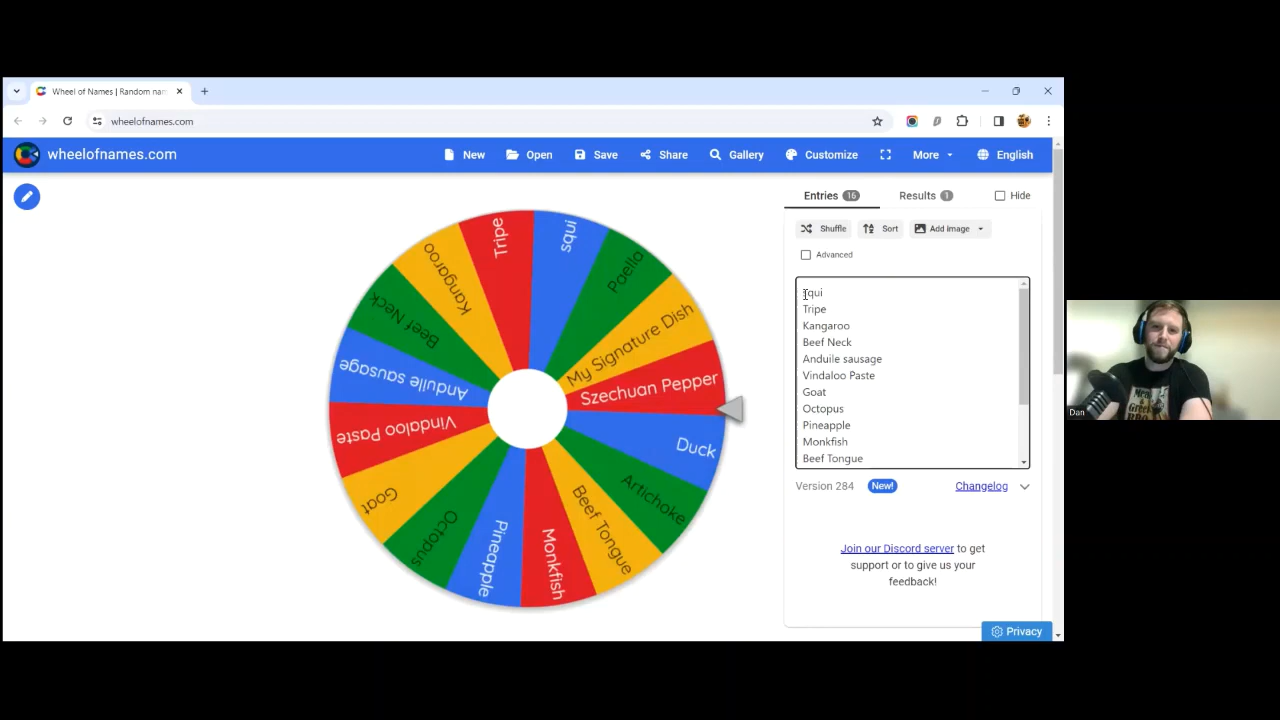 Wheel of Names | Random nam
wheelofnames.com
wheelofnames.com
New
Open
Save
Share
Gallery
Customize
More
English
Entries 16
Results 1
Hide
Shuffle
Sort
Add image
Advanced
squi
Tripe
Kangaroo
Beef Neck
Anduile sausage
Vindaloo Paste
Goat
Octopus
Pineapple
Monkfish
Beef Tongue
Version 284
New!
Changelog
Join our Discord server to get
support or to give us your
feedback!
Privacy
squi
Paella
My Signature Dish
Szechuan Pepper
Duck
Artichoke
Beef Tongue
Monkfish
Pineapple
Octopus
Goat
Vindaloo Paste
Anduile sausage
Beef Neck
Kangaroo
Tripe
Dan